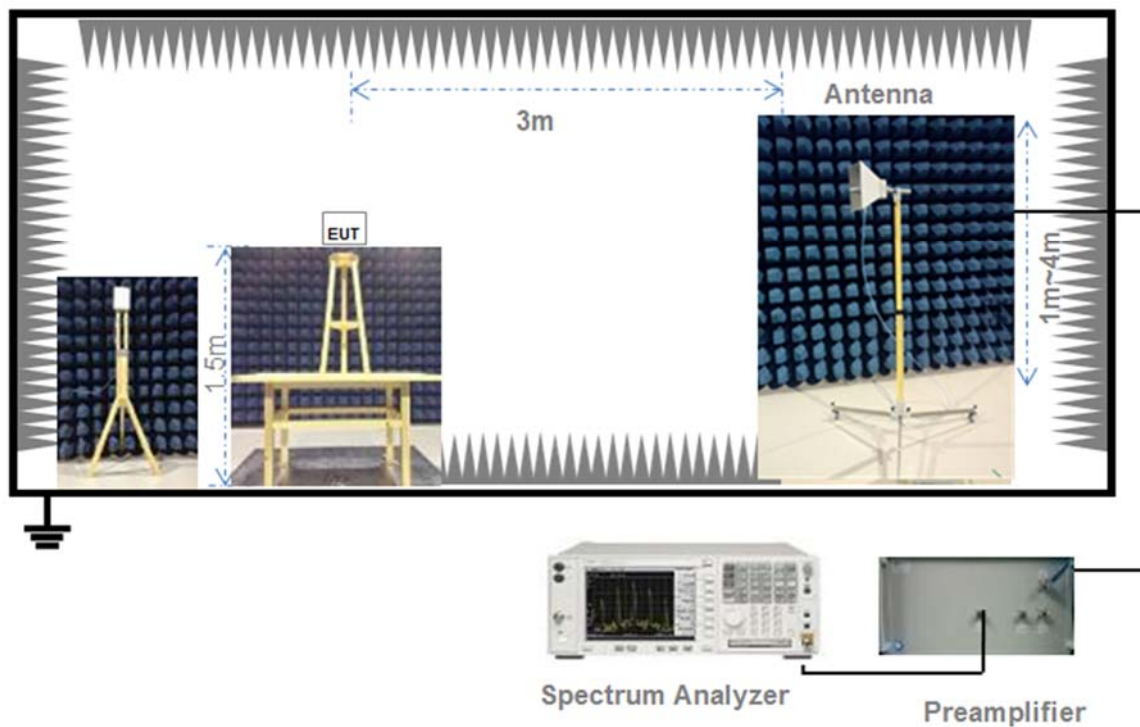 Antenna
3m
EUT
1.5m
1m~4m
Spectrum Analyzer
Preamplifier